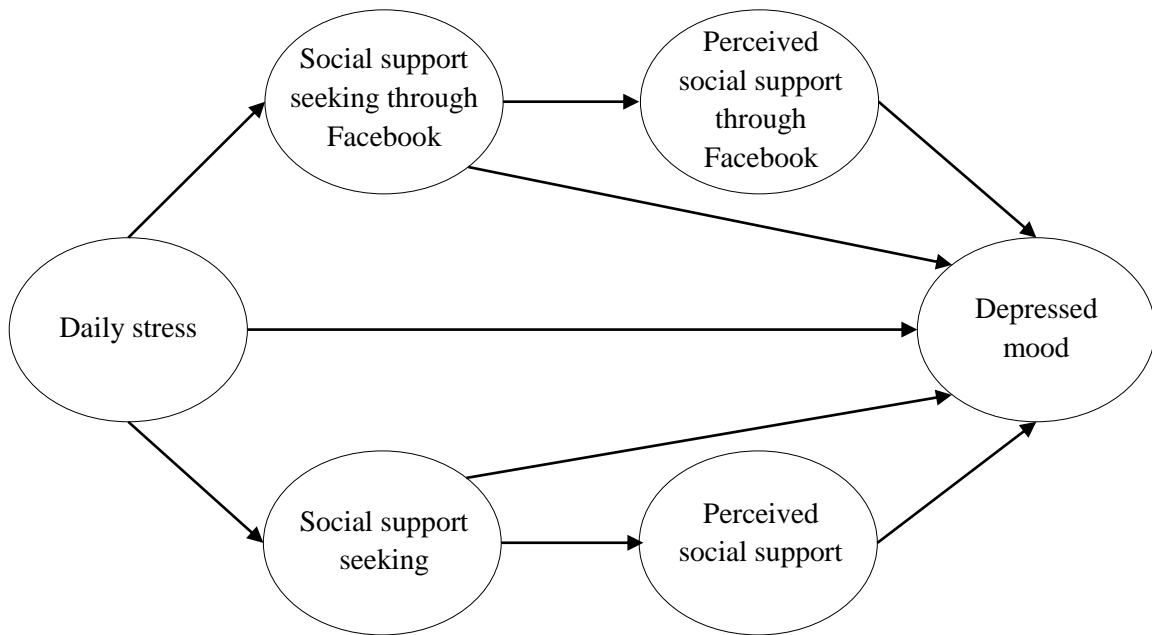 Social support
seeking through
Facebook
Perceived
social support
through
Facebook
Daily stress
Depressed
mood
Social support
seeking
Perceived
social support